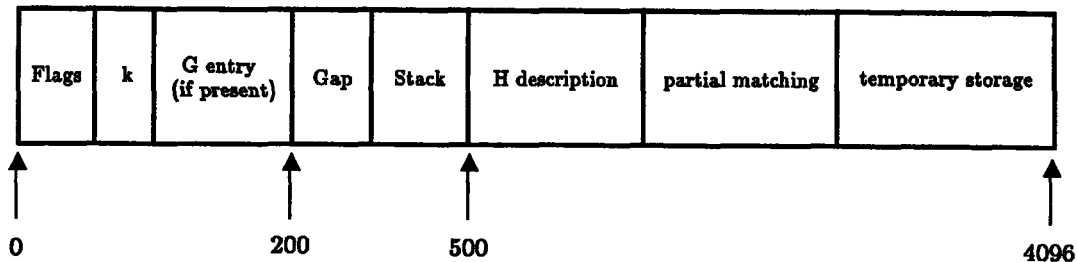 Flags k G entry (if present) Gap Stack H description partial matching temporary storage
0 200 500 4096